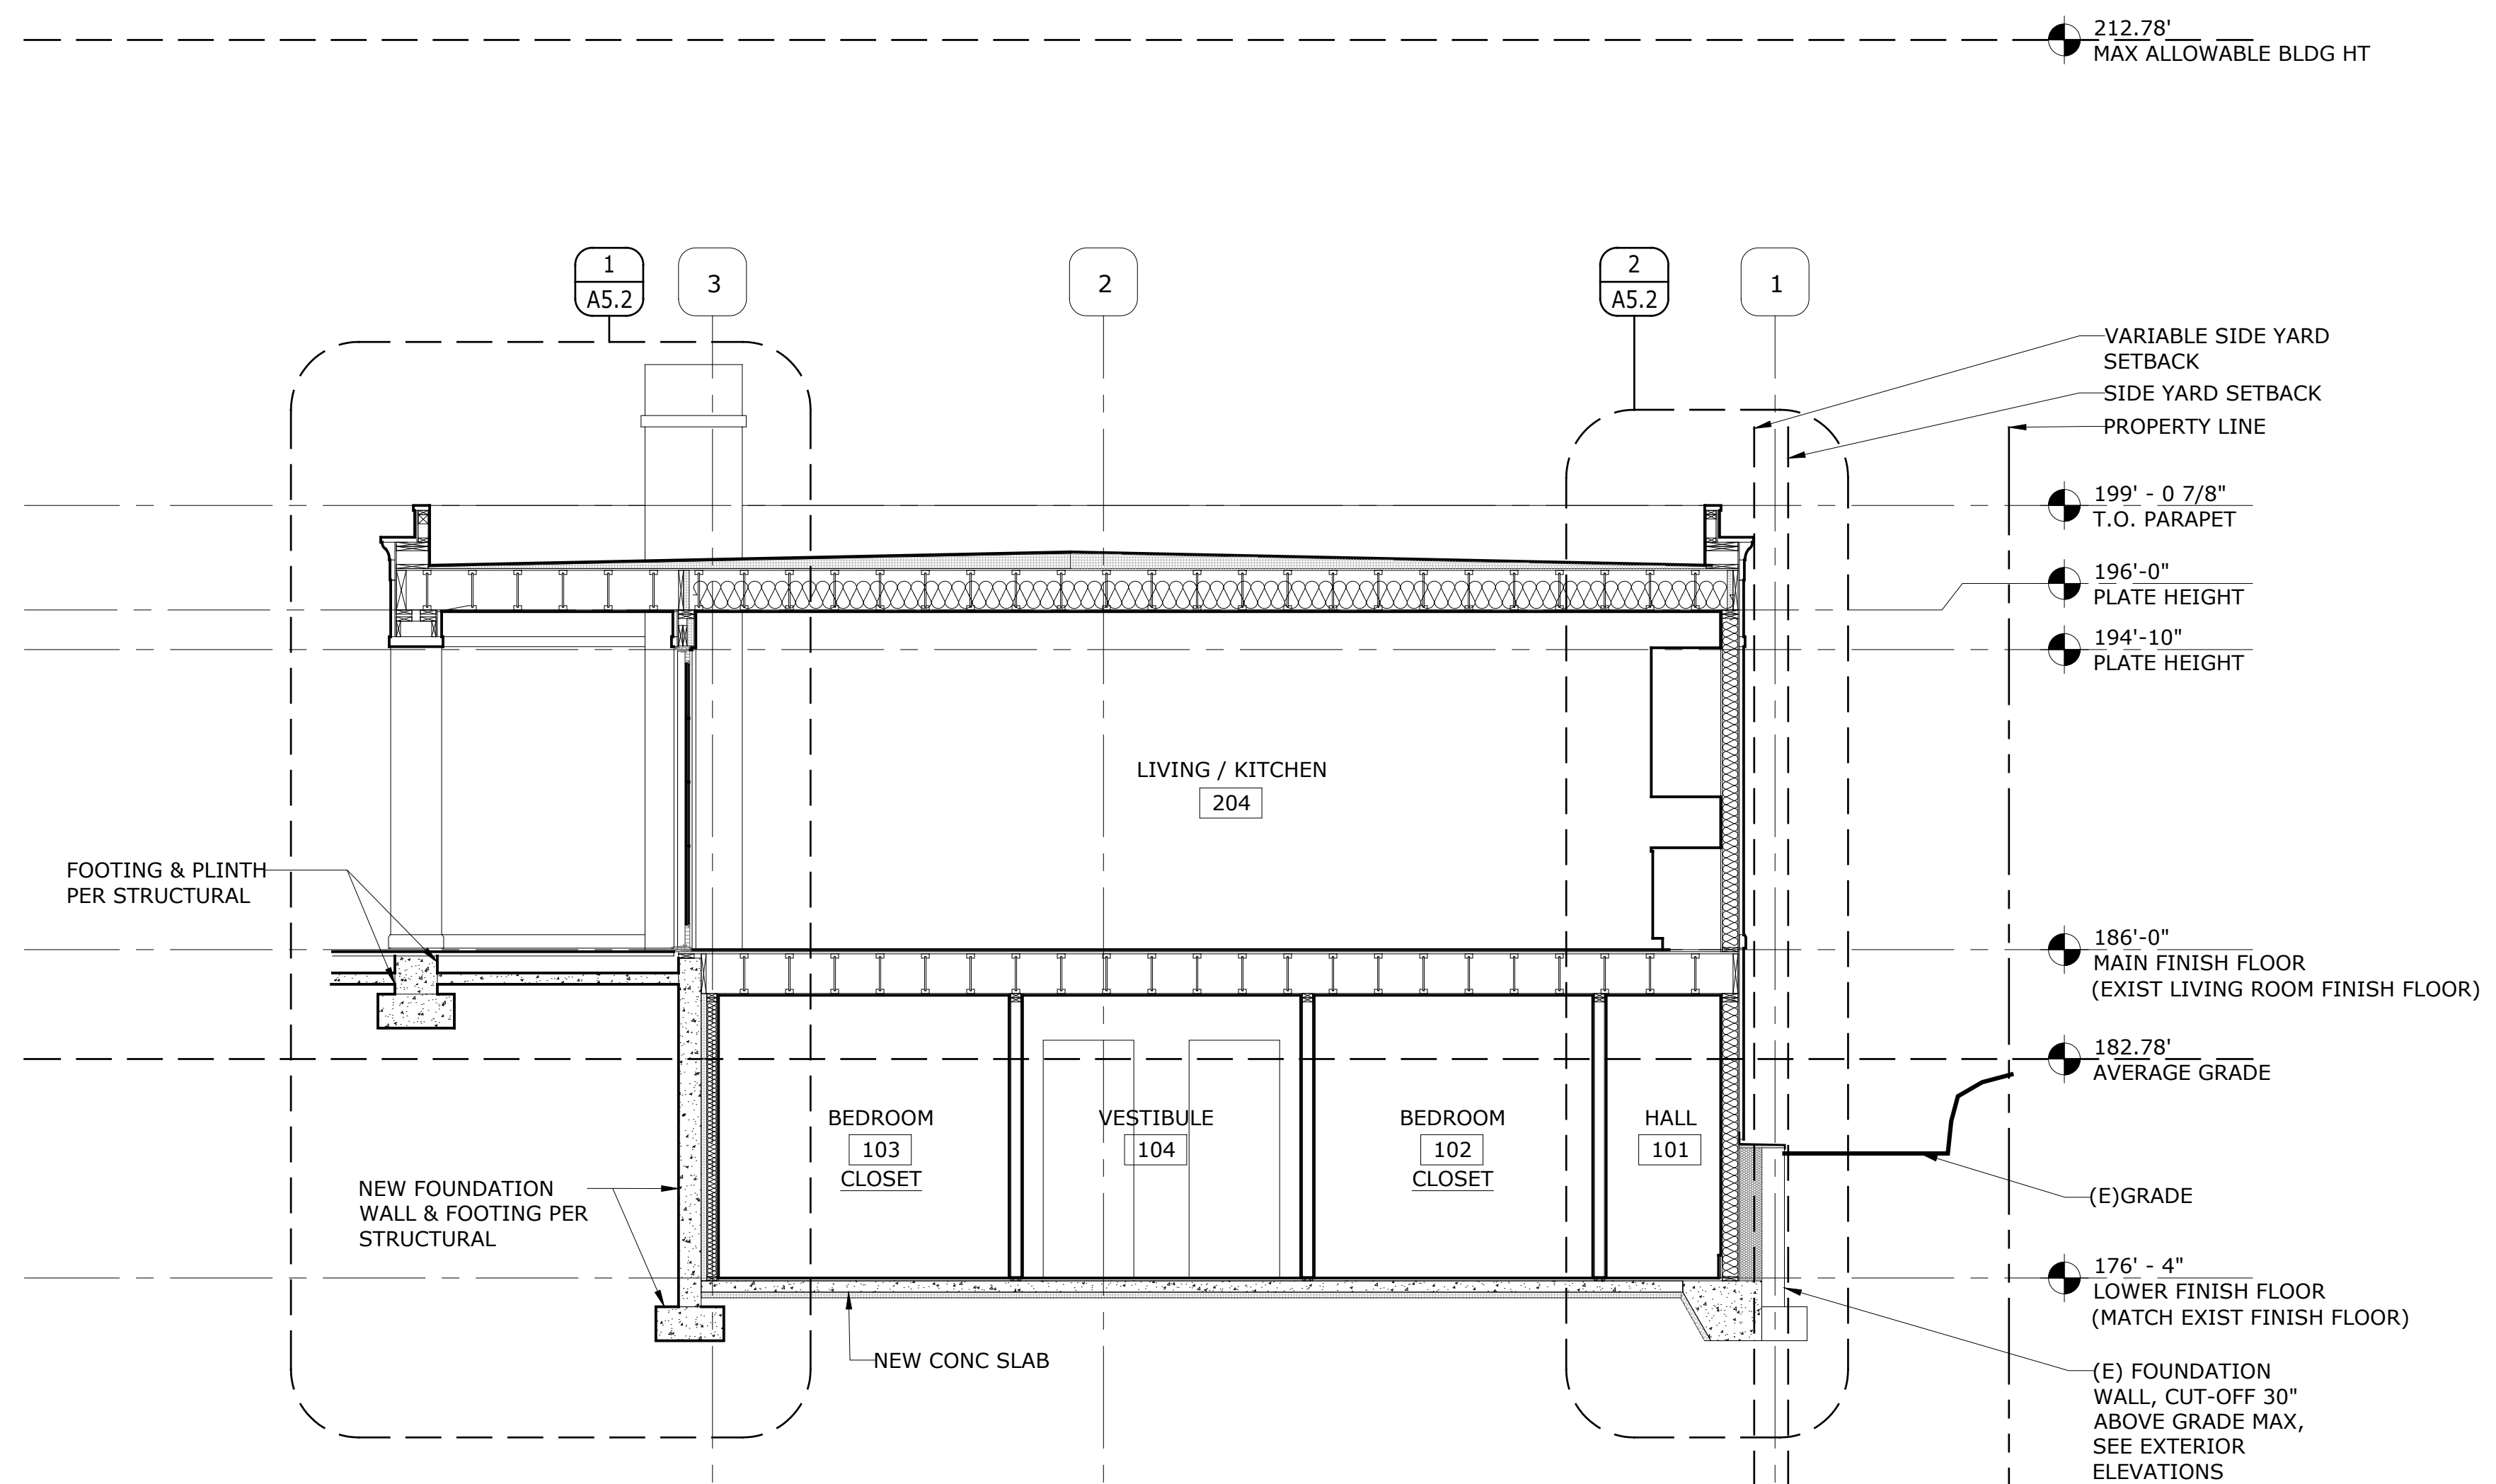 212.78'
MAX ALLOWABLE BLDG HT
1
A5.2
3
2
2
A5.2
1
VARIABLE SIDE YARD
SETBACK
SIDE YARD SETBACK
PROPERTY LINE
199' - 0 7/8"
T.O. PARAPET
196'-0"
PLATE HEIGHT
194'-10"
PLATE HEIGHT
LIVING / KITCHEN
204
FOOTING & PLINTH
PER STRUCTURAL
186'-0"
MAIN FINISH FLOOR
(EXIST LIVING ROOM FINISH FLOOR)
182.78'
AVERAGE GRADE
BEDROOM
103
CLOSET
VESTIBULE
104
BEDROOM
102
CLOSET
HALL
101
NEW FOUNDATION
WALL & FOOTING PER
STRUCTURAL
(E)GRADE
176' - 4"
LOWER FINISH FLOOR
(MATCH EXIST FINISH FLOOR)
NEW CONC SLAB
(E) FOUNDATION
WALL, CUT-OFF 30"
ABOVE GRADE MAX,
SEE EXTERIOR
ELEVATIONS